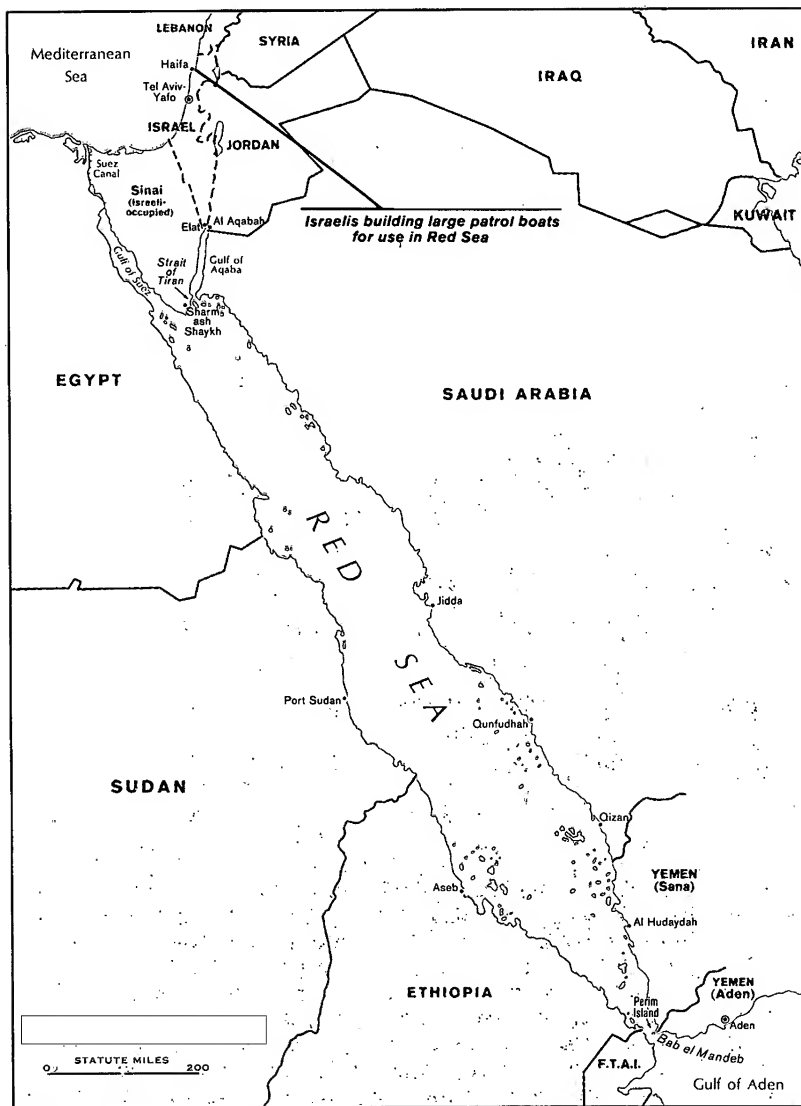 LEBANON
SYRIA
IRAN
Mediterranean
Sea
Haifa
IRAQ
Tel Aviv-
Yafo
ISRAEL
JORDAN
Suez
Canal
Sinai
(Israeli-
occupied)
KUWAIT
Elat
Al Aqabah
Israelis building large patrol boats
for use in Red Sea
Strait
of
Tiran
Gulf of
Aqaba
Gulf of Suez
Sharm
ash
Shaykh
EGYPT
SAUDI ARABIA
RED
SEA
Jidda
Port Sudan
Qunfudhah
SUDAN
Qizan
YEMEN
(Sana)
Aseb
Al Hudaydah
ETHIOPIA
YEMEN
(Aden)
Perim
Island
Aden
Bab el Mandeb
STATUTE MILES
0 200
F.T.A.I.
Gulf of Aden